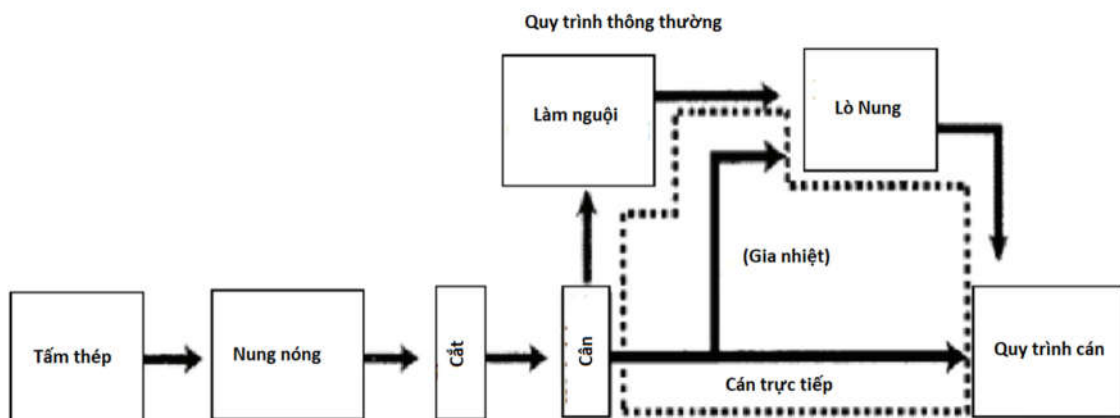 Quy trình thông thường
Làm nguội
Lò Nung
(Gia nhiệt)
Tấm thép
Nung nóng
Cắt
Cân
Cán trực tiếp
Quy trình cán